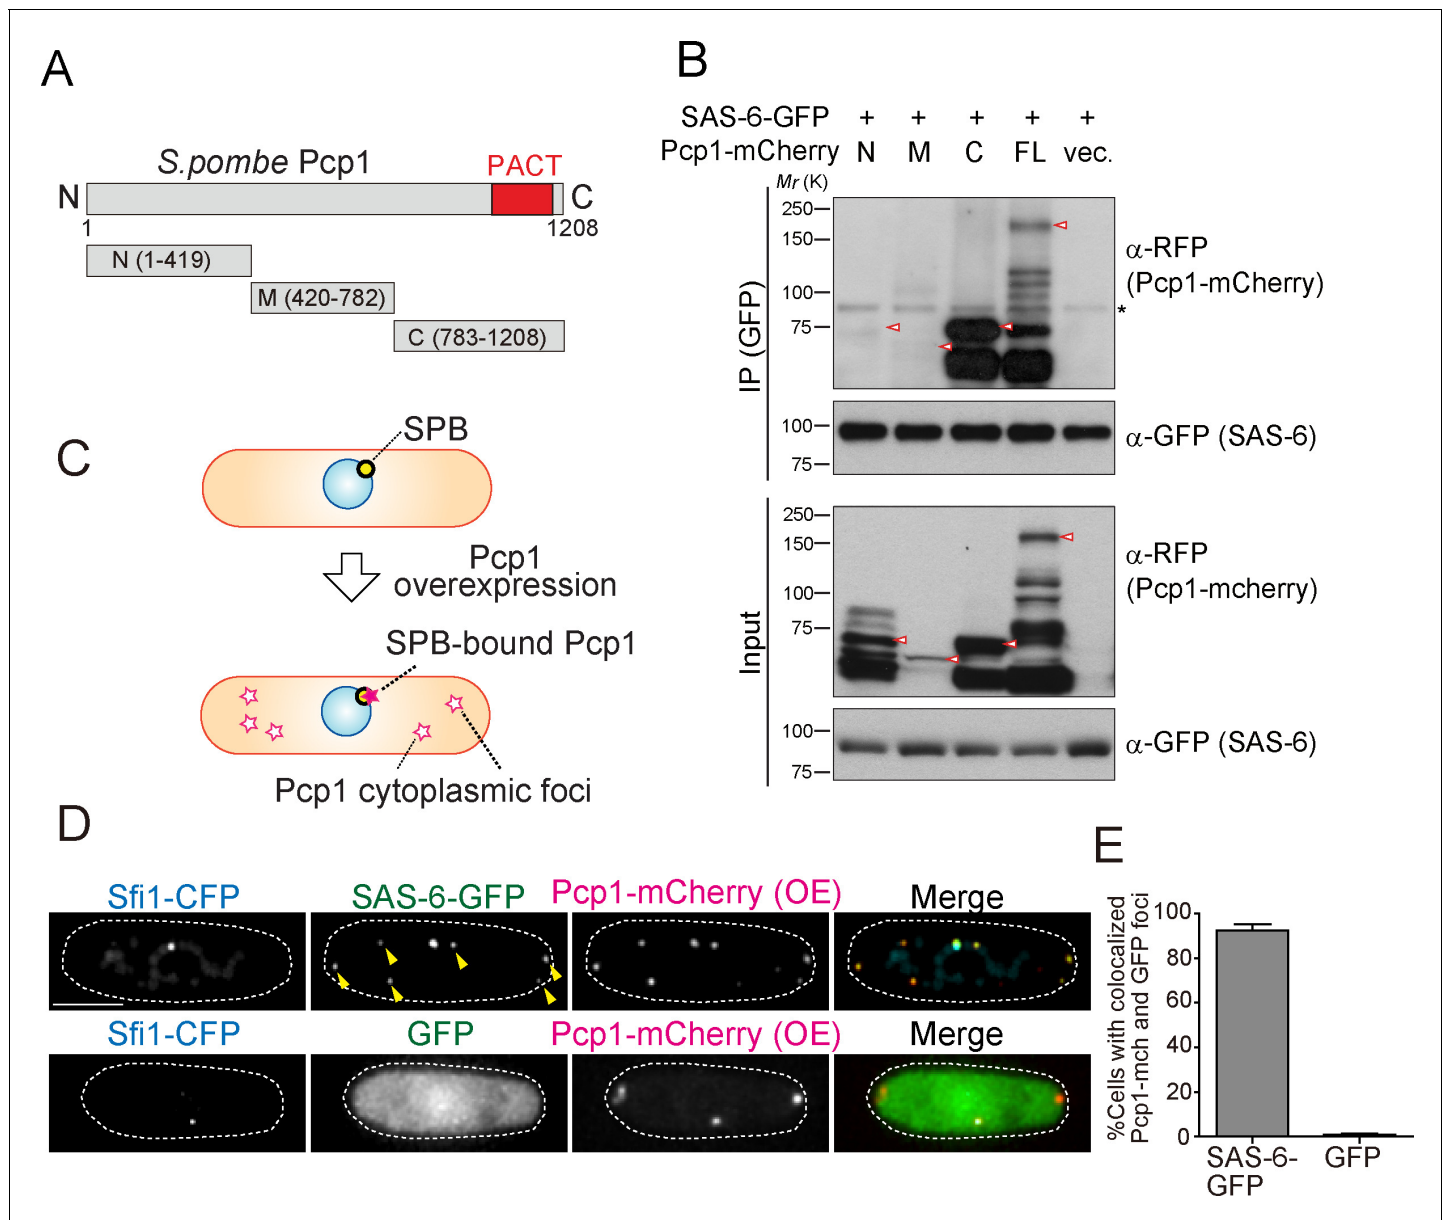 A
S.pombe Pcp1
PACT
N
C
1
1208
N (1-419)
M (420-782)
C (783-1208)
B
SAS-6-GFP + + + + +
Pcp1-mCherry N M C FL vec.
Mr (K)
IP (GFP)
250
150
100
75
α-RFP
(Pcp1-mCherry)
*
100
75
α-GFP (SAS-6)
Input
250
150
100
75
α-RFP
(Pcp1-mcherry)
100
75
α-GFP (SAS-6)
C
SPB
Pcp1
overexpression
SPB-bound Pcp1
Pcp1 cytoplasmic foci
D
Sfi1-CFP SAS-6-GFP Pcp1-mCherry (OE) Merge
Sfi1-CFP GFP Pcp1-mCherry (OE) Merge
E
%Cells with colocalized
Pcp1-mch and GFP foci
100
80
60
40
20
0
SAS-6-
GFP
GFP